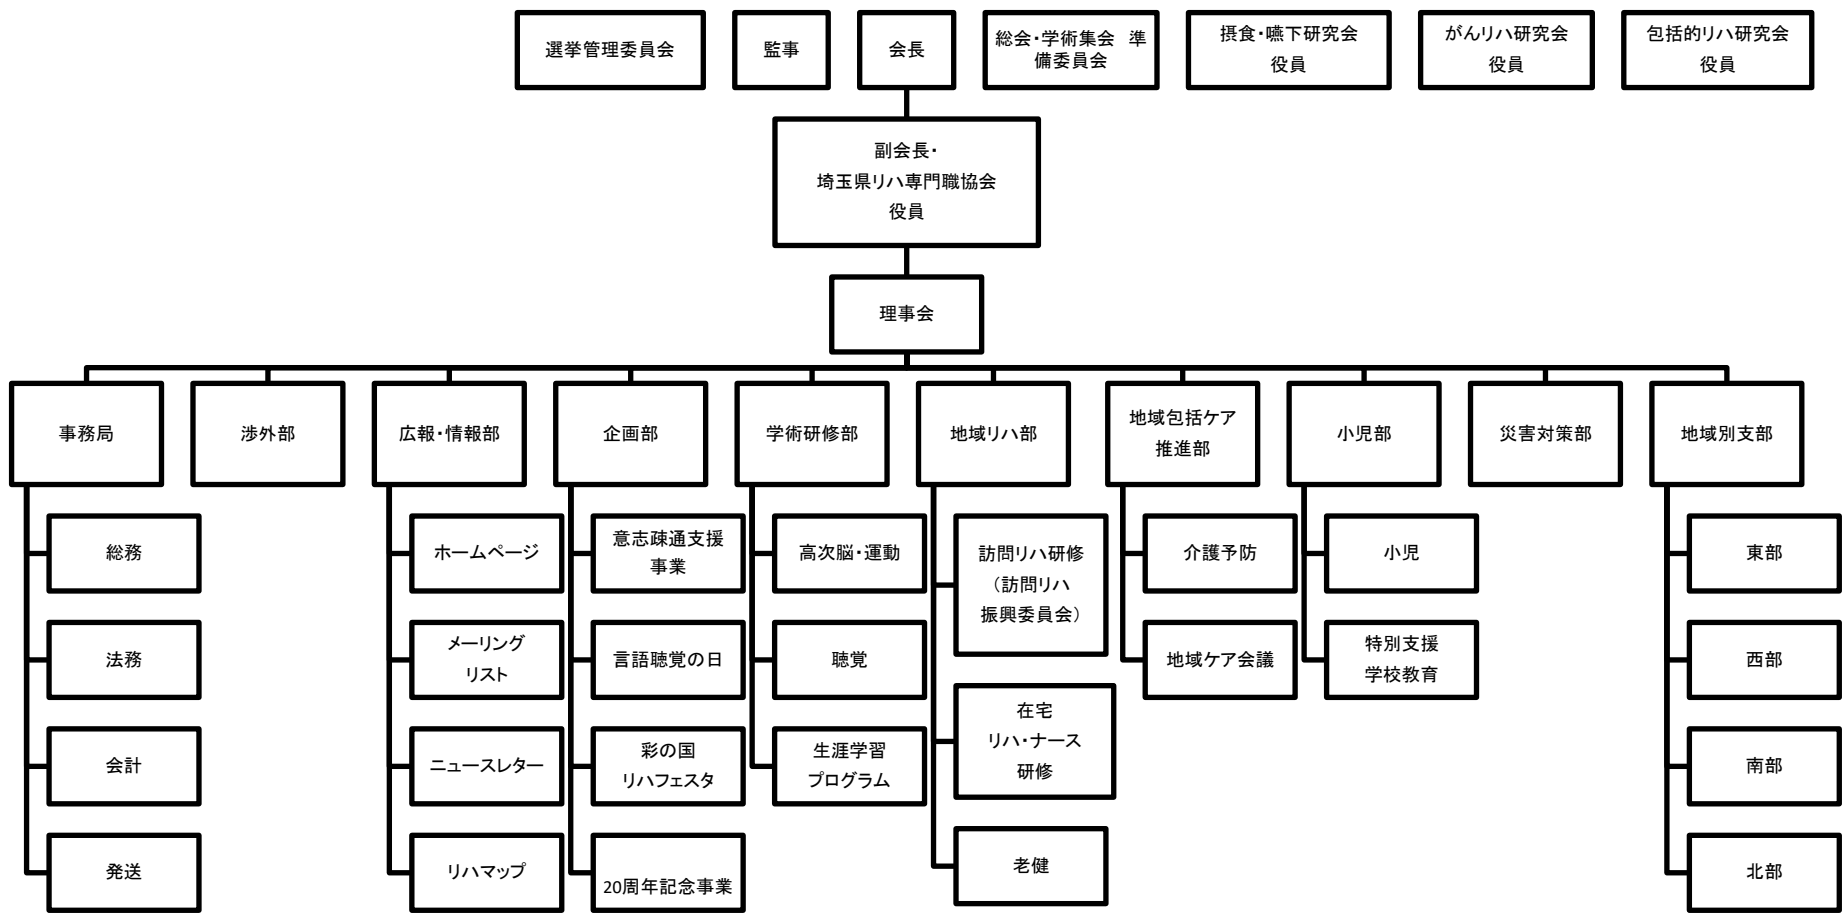 選挙管理委員会
監事
会長
総会・学術集会　準
備委員会
摂食・嚥下研究会
役員
がんリハ研究会
役員
包括的リハ研究会
役員
副会長・
埼玉県リハ専門職協会
役員
理事会
事務局
渉外部
広報・情報部
企画部
学術研修部
地域リハ部
地域包括ケア
推進部
小児部
災害対策部
地域別支部
総務
法務
会計
発送
ホームページ
メーリング
リスト
ニュースレター
リハマップ
意志疎通支援
事業
言語聴覚の日
彩の国
リハフェスタ
20周年記念事業
高次脳・運動
聴覚
生涯学習
プログラム
訪問リハ研修
（訪問リハ
振興委員会）
在宅
リハ・ナース
研修
老健
介護予防
地域ケア会議
小児
特別支援
学校教育
東部
西部
南部
北部